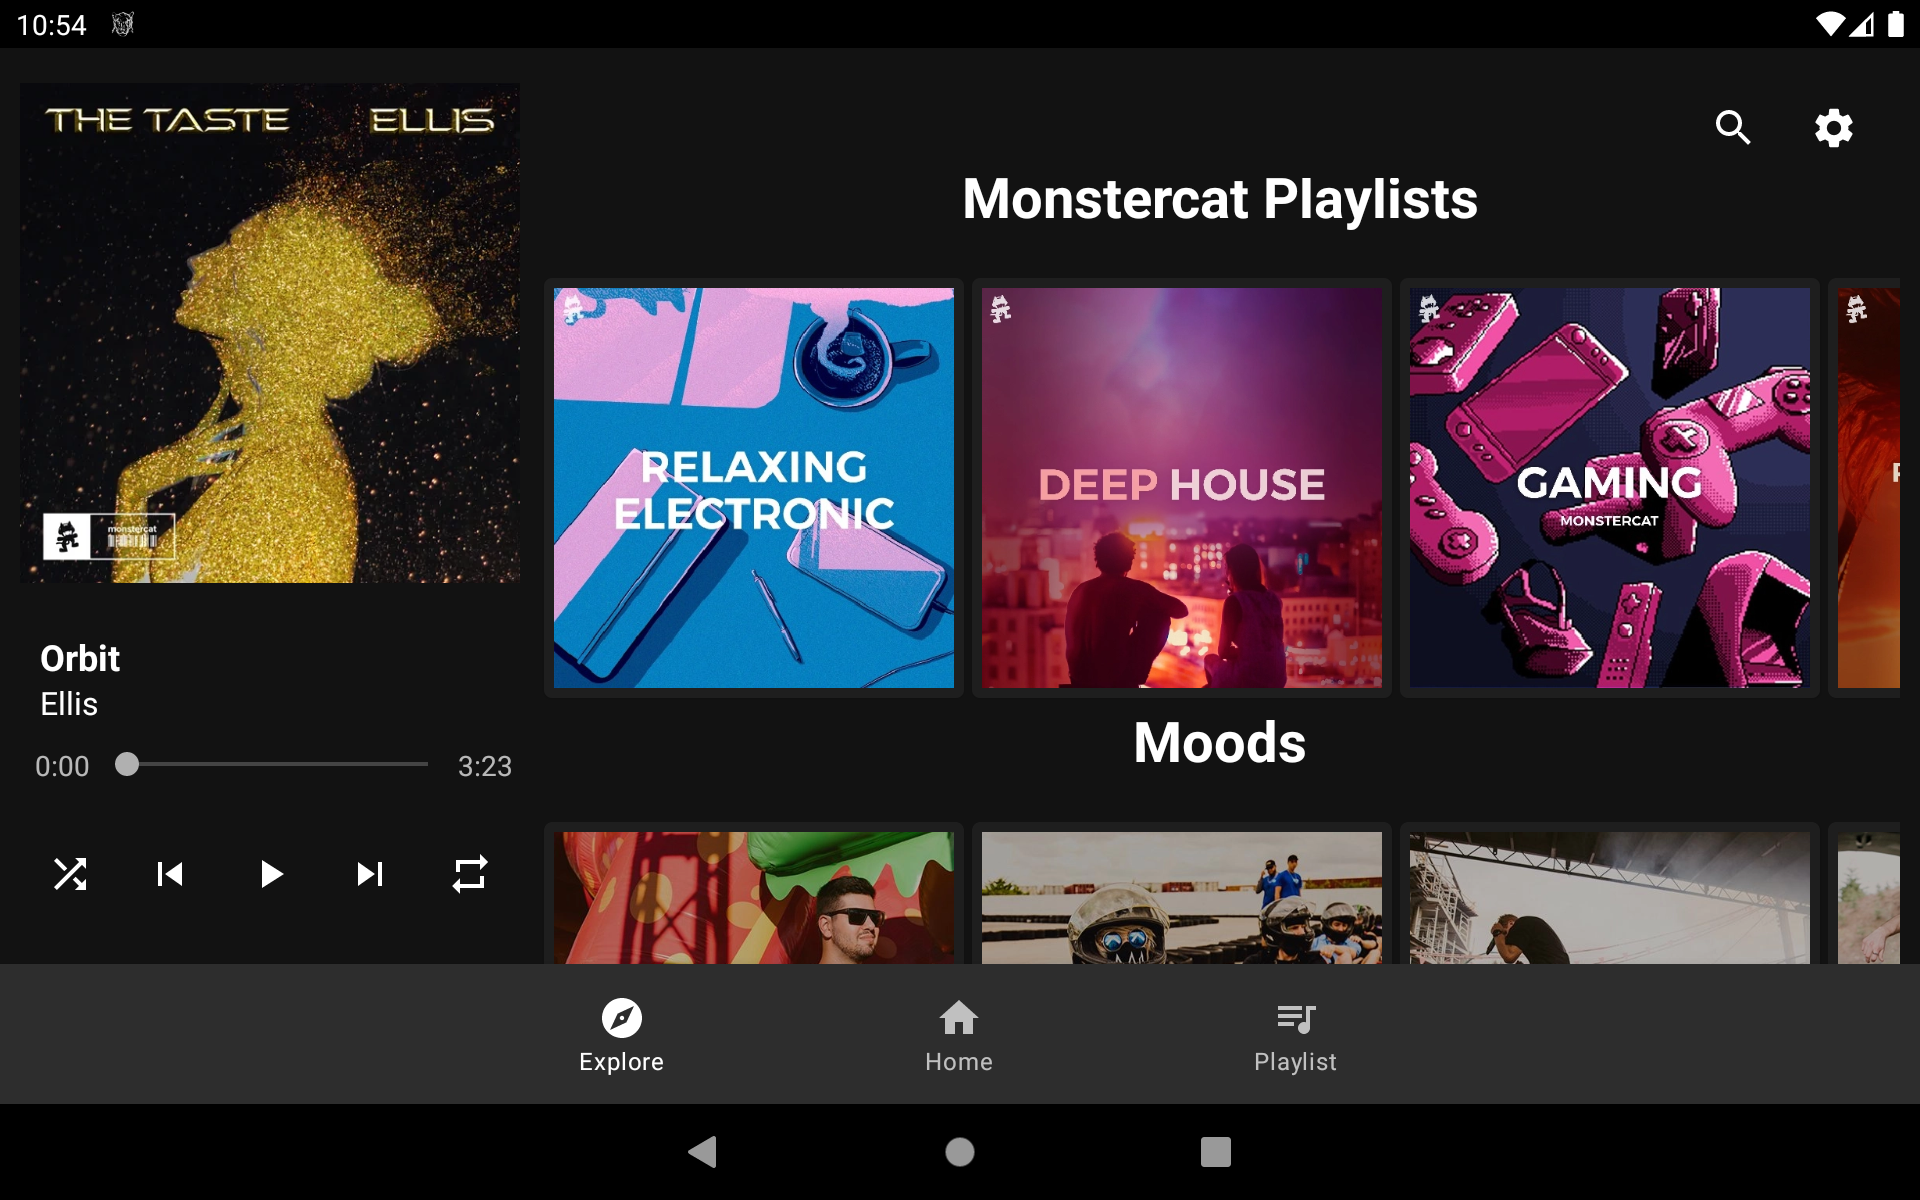 10:54
THE TASTE ELLIS
monstercat
Orbit
Ellis
0:00 3:23
Monstercat Playlists
RELAXING
ELECTRONIC
DEEP HOUSE
GAMING
MONSTERCAT
Moods
Explore Home Playlist